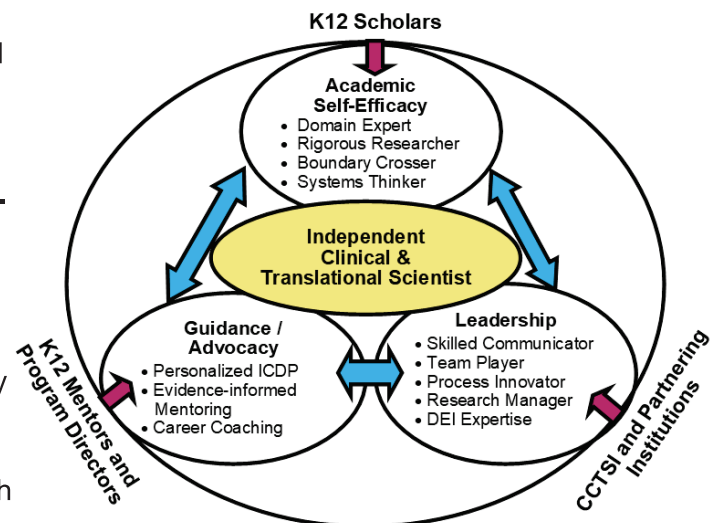 K12 Scholars
Academic
Self-Efficacy
• Domain Expert
• Rigorous Researcher
• Boundary Crosser
• Systems Thinker
Independent
Clinical &
Translational Scientist
Guidance /
Advocacy
• Personalized ICDP
• Evidence-informed
Mentoring
• Career Coaching
Leadership
• Skilled Communicator
• Team Player
• Process Innovator
• Research Manager
• DEI Expertise
K12 Mentors and
Program Directors
CCTSI and Partnering
Institutions